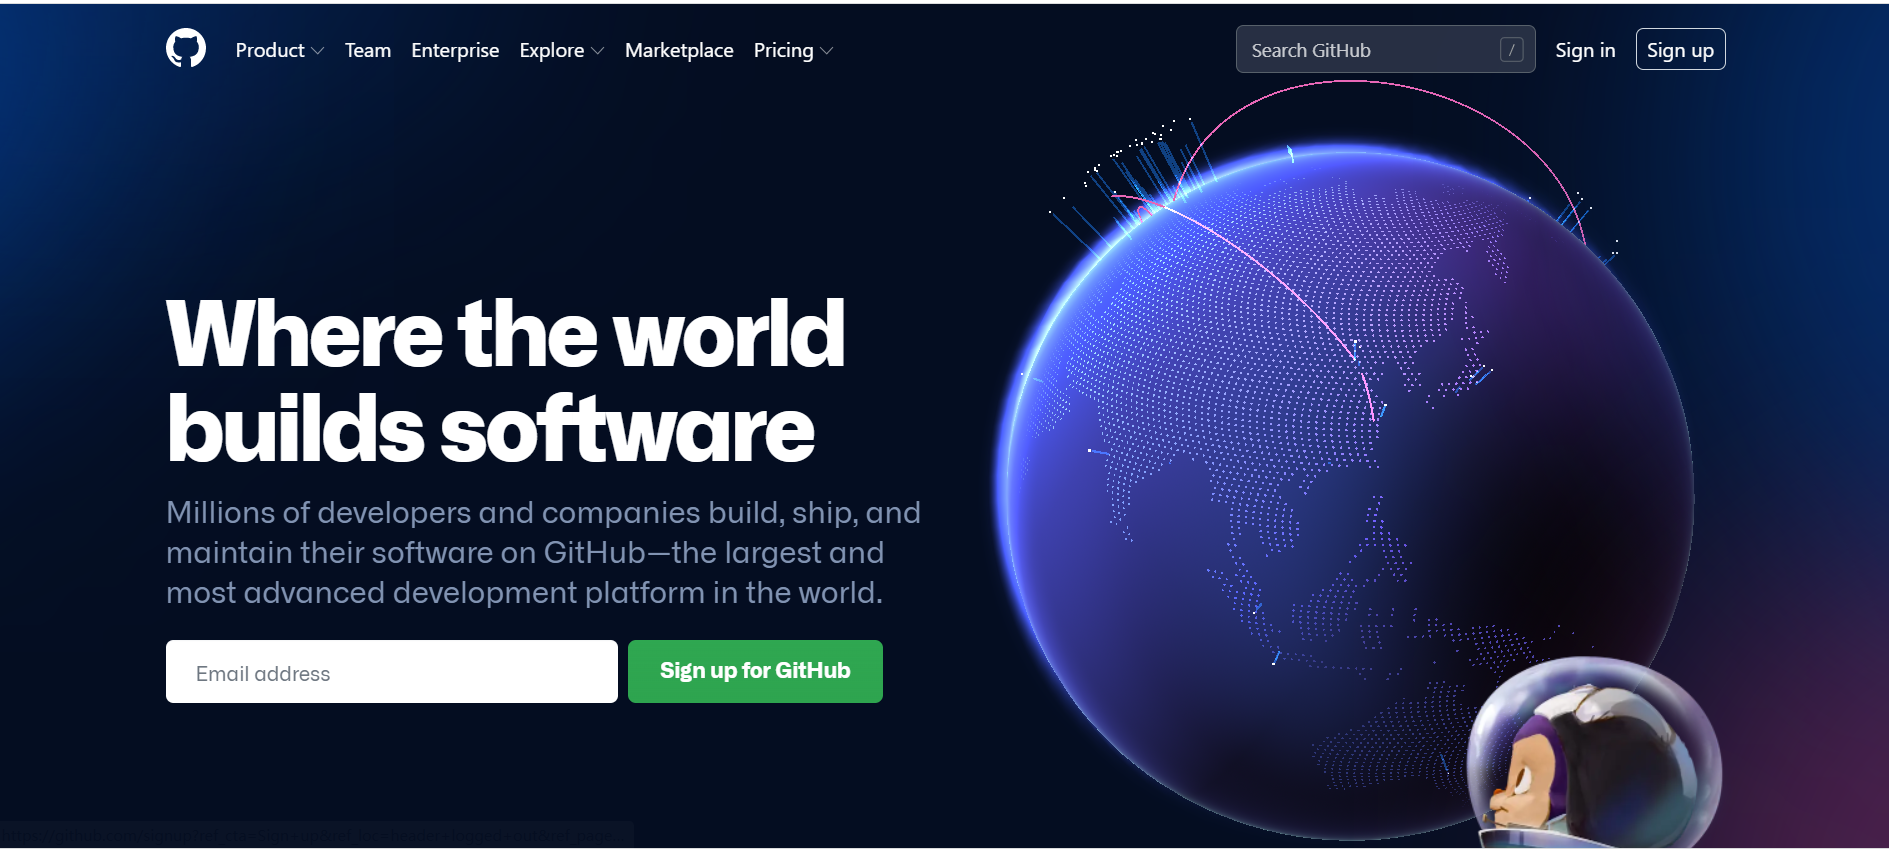 Product Team Enterprise Explore Marketplace Pricing Search GitHub / Sign in Sign up
Where the world
builds software
Millions of developers and companies build, ship, and
maintain their software on GitHub—the largest and
most advanced development platform in the world.
Email address Sign up for GitHub